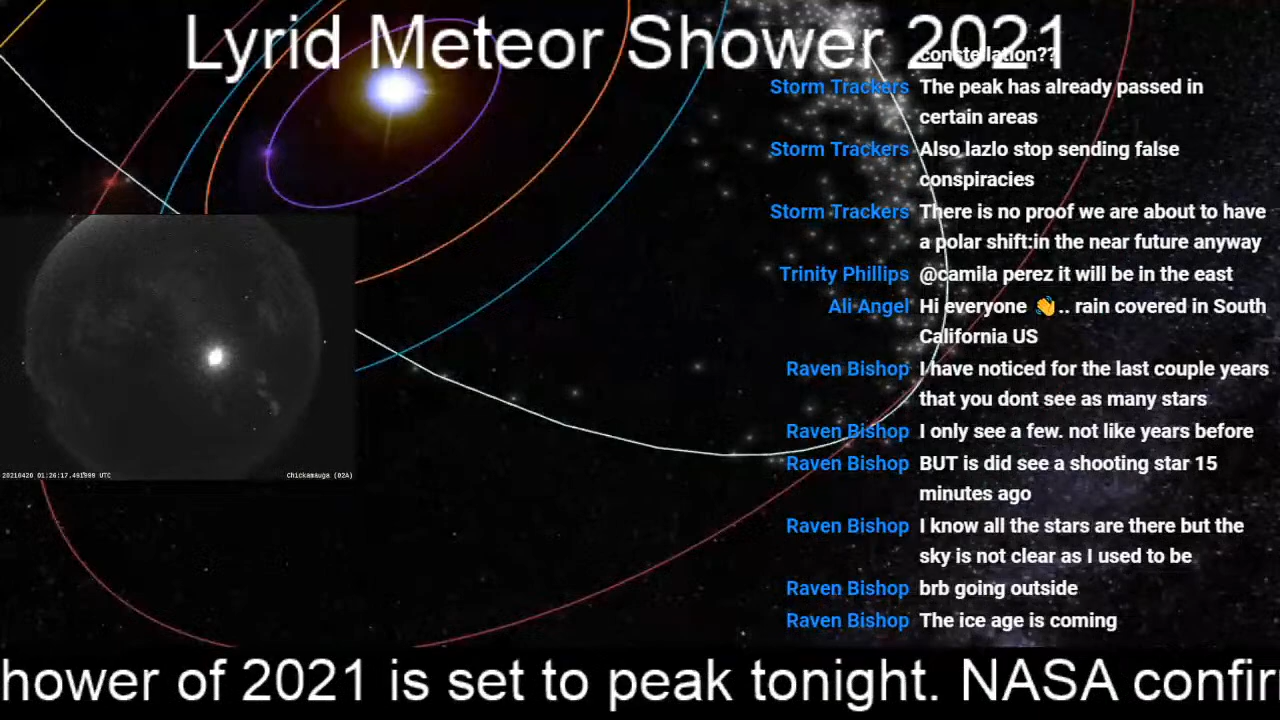 Lyrid Meteor Shower 2021
constellation??
Storm Trackers The peak has already passed in
certain areas
Storm Trackers Also lazlo stop sending false
conspiracies
Storm Trackers There is no proof we are about to have
a polar shift:in the near future anyway
Trinity Phillips @camila perez it will be in the east
Ali Angel Hi everyone 👋.. rain covered in South
California US
Raven Bishop I have noticed for the last couple years
that you dont see as many stars
Raven Bishop I only see a few. not like years before
Raven Bishop BUT is did see a shooting star 15
minutes ago
Raven Bishop I know all the stars are there but the
sky is not clear as I used to be
Raven Bishop brb going outside
Raven Bishop The ice age is coming
Chickamauga (02A)
hower of 2021 is set to peak tonight. NASA confir